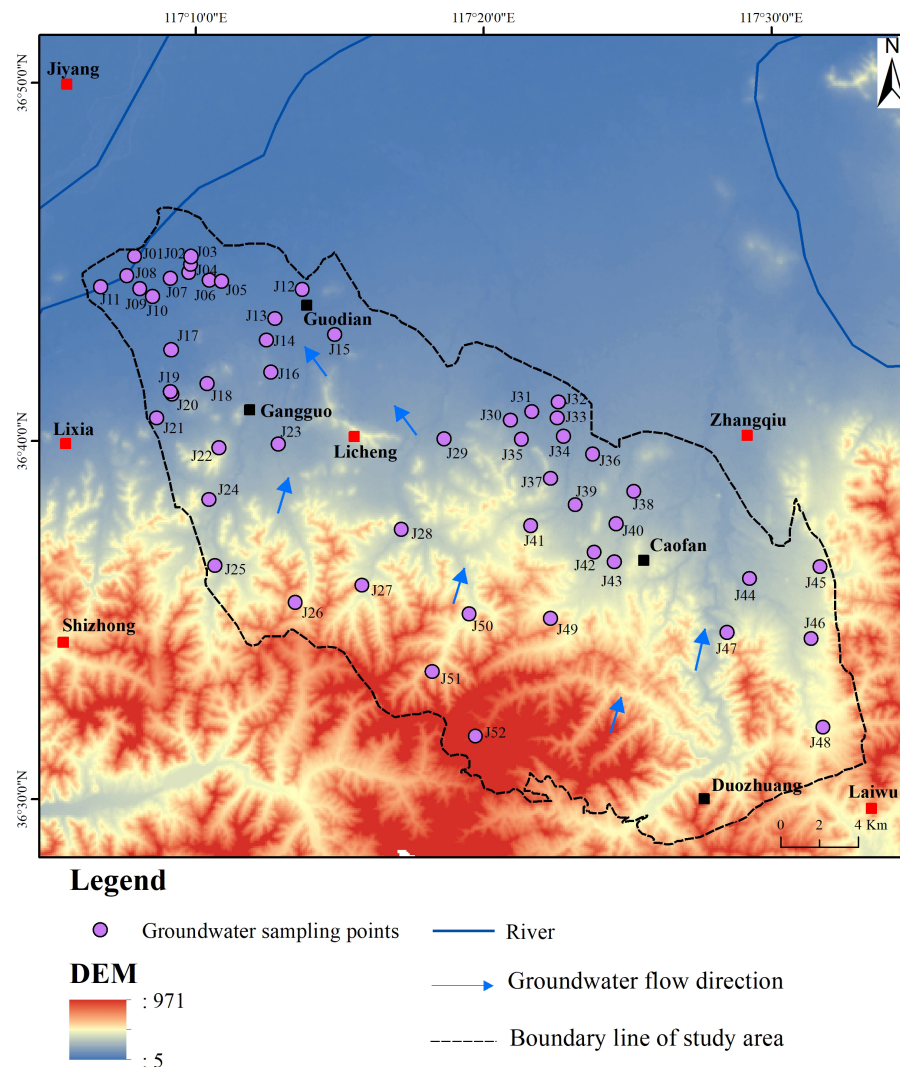 117°10'0"E 117°20'0"E 117°30'0"E
N
Jiyang
36°50'0"N
J01 J02 J03
J08 J04
J07 J06 J05
J11 J09 J10
J12
Guodian
J13
J14
J15
J17
J16
J19
J18
J20
Gangguo
J21
J31 J32
J30 J33
Zhangqiu
Lixia
36°40'0"N
J23
Licheng
J22
J29
J35 J34
J36
J37
J24
J39 J38
J28
J41
J40
Caofan
J42
J43
J25
J45
J27
J44
J26
Shizhong
J50
J49
J47
J46
J51
J52
J48
36°30'0"N
Duozhuang
Laiwu
0 2 4 Km
Legend
Groundwater sampling points
River
DEM
: 971
: 5
Groundwater flow direction
Boundary line of study area